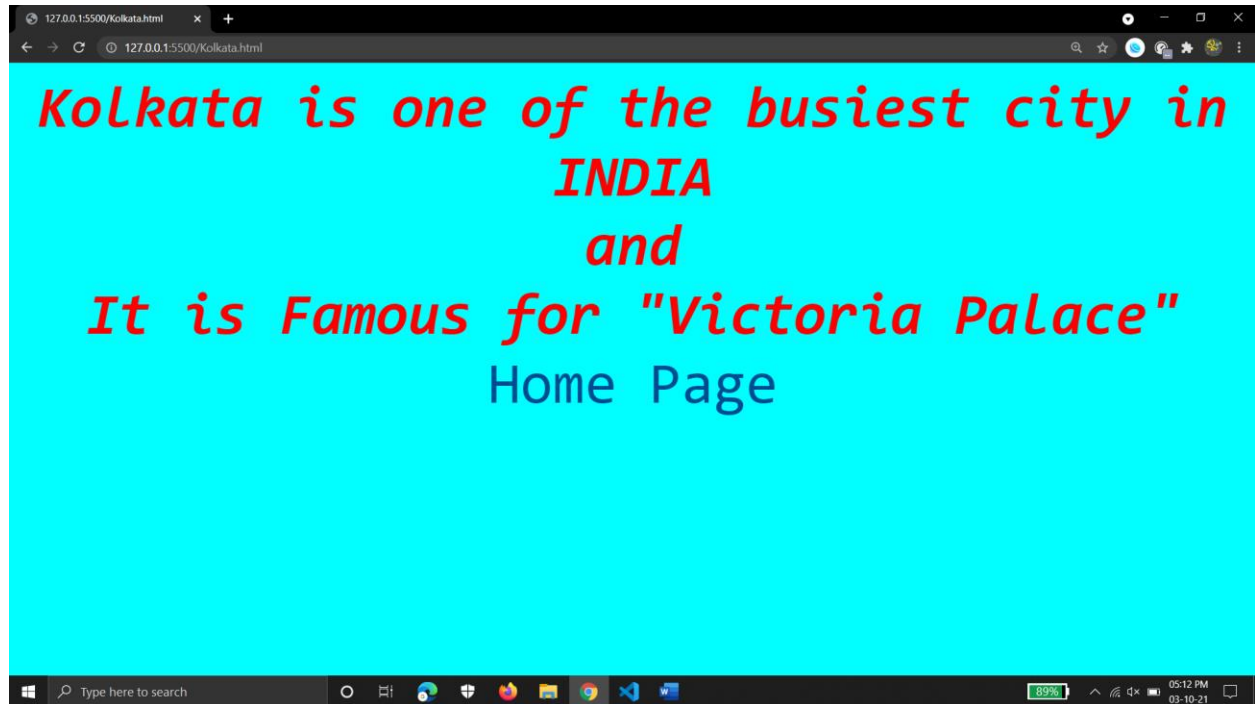 127.0.0.1:5500/Kolkata.html
127.0.0.1:5500/Kolkata.html
Kolkata is one of the busiest city in
INDIA
and
It is Famous for "Victoria Palace"
Home Page
Type here to search
89%
05:12 PM
03-10-21